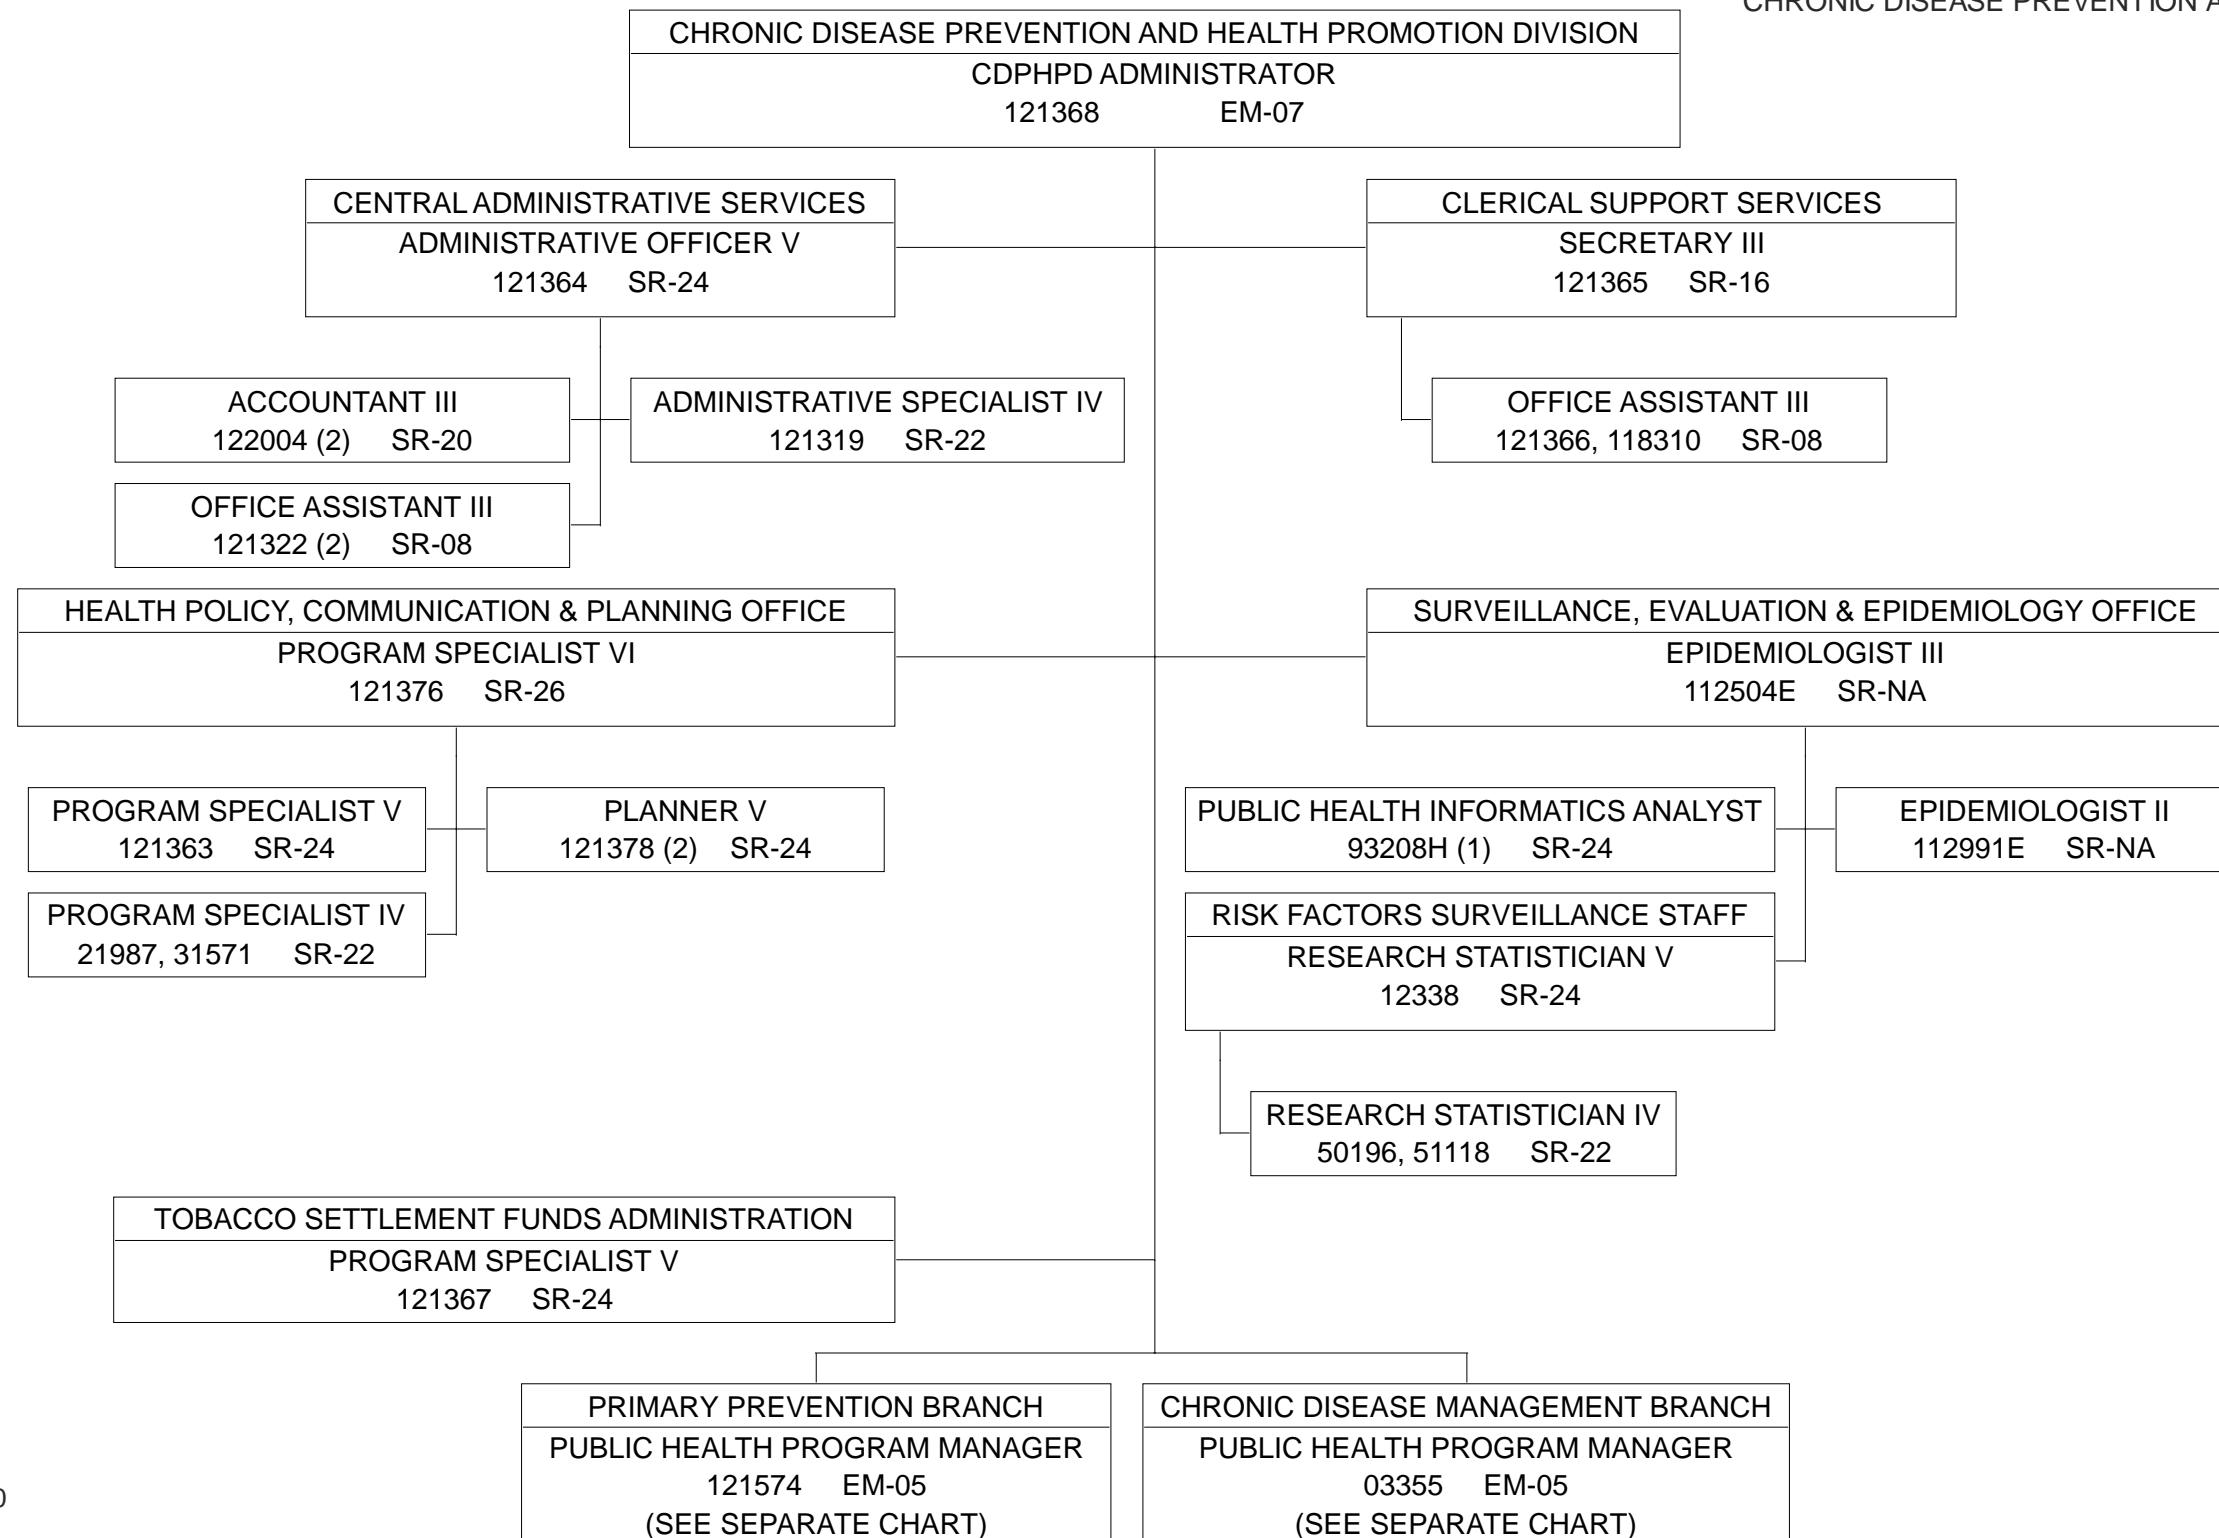 CHRONIC DISEASE PREVENTION A
CHRONIC DISEASE PREVENTION AND HEALTH PROMOTION DIVISION
CDPHPD ADMINISTRATOR
121368 EM-07
CENTRAL ADMINISTRATIVE SERVICES
ADMINISTRATIVE OFFICER V
121364 SR-24
CLERICAL SUPPORT SERVICES
SECRETARY III
121365 SR-16
ACCOUNTANT III
122004 (2) SR-20
ADMINISTRATIVE SPECIALIST IV
121319 SR-22
OFFICE ASSISTANT III
121366, 118310 SR-08
OFFICE ASSISTANT III
121322 (2) SR-08
HEALTH POLICY, COMMUNICATION & PLANNING OFFICE
PROGRAM SPECIALIST VI
121376 SR-26
SURVEILLANCE, EVALUATION & EPIDEMIOLOGY OFFICE
EPIDEMIOLOGIST III
112504E SR-NA
PROGRAM SPECIALIST V
121363 SR-24
PLANNER V
121378 (2) SR-24
PUBLIC HEALTH INFORMATICS ANALYST
93208H (1) SR-24
EPIDEMIOLOGIST II
112991E SR-NA
PROGRAM SPECIALIST IV
21987, 31571 SR-22
RISK FACTORS SURVEILLANCE STAFF
RESEARCH STATISTICIAN V
12338 SR-24
RESEARCH STATISTICIAN IV
50196, 51118 SR-22
TOBACCO SETTLEMENT FUNDS ADMINISTRATION
PROGRAM SPECIALIST V
121367 SR-24
PRIMARY PREVENTION BRANCH
PUBLIC HEALTH PROGRAM MANAGER
121574 EM-05
(SEE SEPARATE CHART)
CHRONIC DISEASE MANAGEMENT BRANCH
PUBLIC HEALTH PROGRAM MANAGER
03355 EM-05
(SEE SEPARATE CHART)